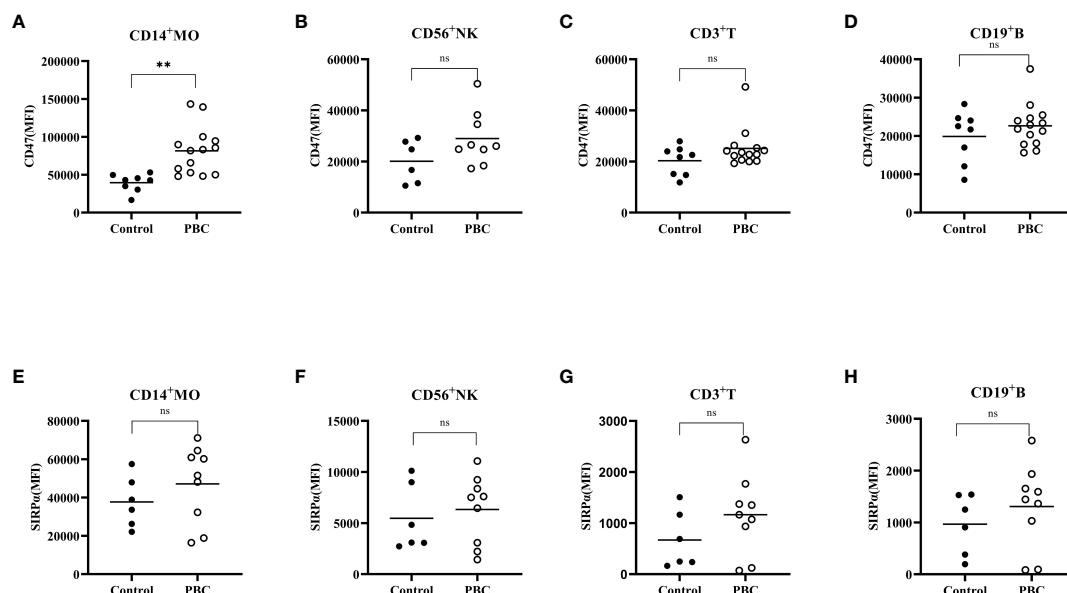 A
CD14+MO
**
CD47(MFI)
200000
150000
100000
50000
0
Control
PBC
B
CD56+NK
ns
CD47(MFI)
60000
40000
20000
0
Control
PBC
C
CD3+T
ns
CD47(MFI)
60000
40000
20000
0
Control
PBC
D
CD19+B
ns
CD47(MFI)
40000
30000
20000
10000
0
Control
PBC
E
CD14+MO
ns
SIRPα(MFI)
80000
60000
40000
20000
0
Control
PBC
F
CD56+NK
ns
SIRPα(MFI)
15000
10000
5000
0
Control
PBC
G
CD3+T
ns
SIRPα(MFI)
3000
2000
1000
0
Control
PBC
H
CD19+B
ns
SIRPα(MFI)
3000
2000
1000
0
Control
PBC